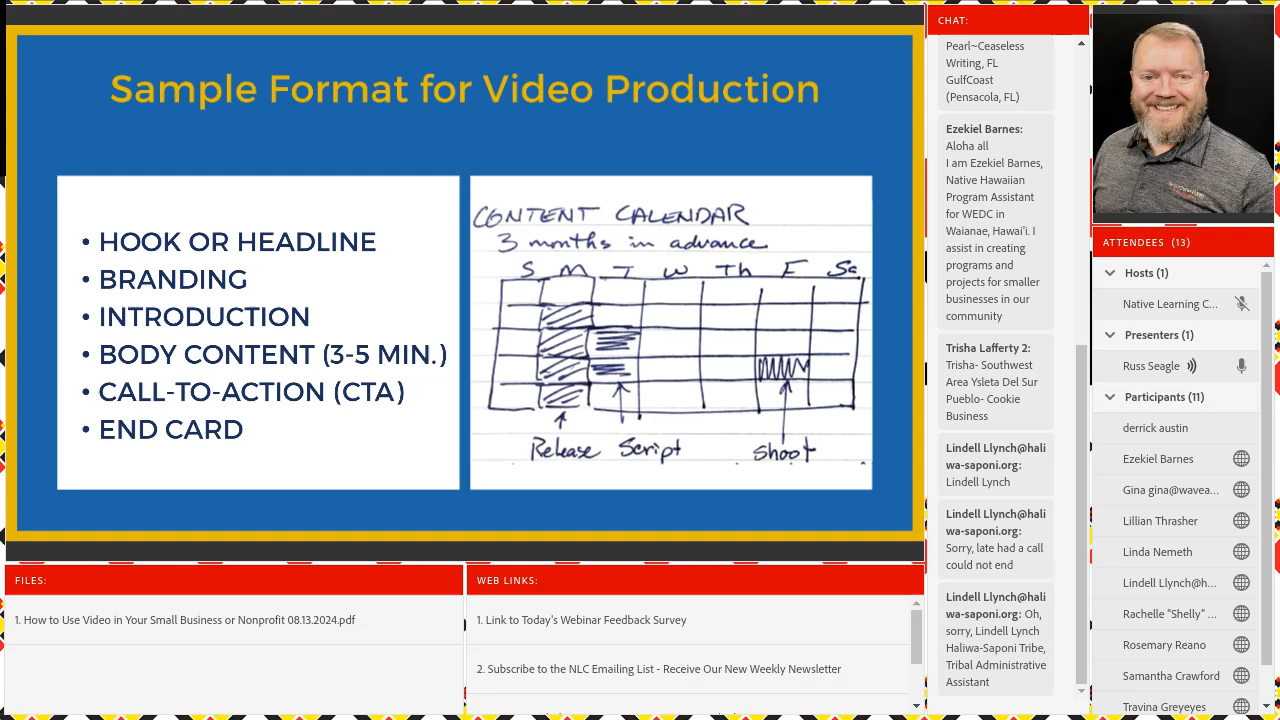 Sample Format for Video Production
• HOOK OR HEADLINE
• BRANDING
• INTRODUCTION
• BODY CONTENT (3-5 MIN.)
• CALL-TO-ACTION (CTA)
• END CARD
CONTENT CALENDAR
3 months in advance
S M T W Th F Sa
Release Script Shoot
FILES:
1. How to Use Video in Your Small Business or Nonprofit 08.13.2024.pdf
WEB LINKS:
1. Link to Today's Webinar Feedback Survey
2. Subscribe to the NLC Emailing List - Receive Our New Weekly Newsletter
CHAT:
Pearl~Ceaseless
Writing, FL
GulfCoast
(Pensacola, FL)
Ezekiel Barnes:
Aloha all
I am Ezekiel Barnes,
Native Hawaiian
Program Assistant
for WEDC in
Waianae, Hawai'i. I
assist in creating
programs and
projects for smaller
businesses in our
community
Trisha Lafferty 2:
Trisha- Southwest
Area Ysleta Del Sur
Pueblo- Cookie
Business
Lindell Llynch@hali
wa-saponi.org:
Lindell Lynch
Lindell Llynch@hali
wa-saponi.org:
Sorry, late had a call
could not end
Lindell Llynch@hali
wa-saponi.org: Oh,
sorry, Lindell Lynch
Haliwa-Saponi Tribe,
Tribal Administrative
Assistant
ATTENDEES (13)
Hosts (1)
Native Learning C...
Presenters (1)
Russ Seagle
Participants (11)
derrick austin
Ezekiel Barnes
Gina gina@wavea...
Lillian Thrasher
Linda Nemeth
Lindell Llynch@h...
Rachelle "Shelly" ...
Rosemary Reano
Samantha Crawford
Travina Greyeyes